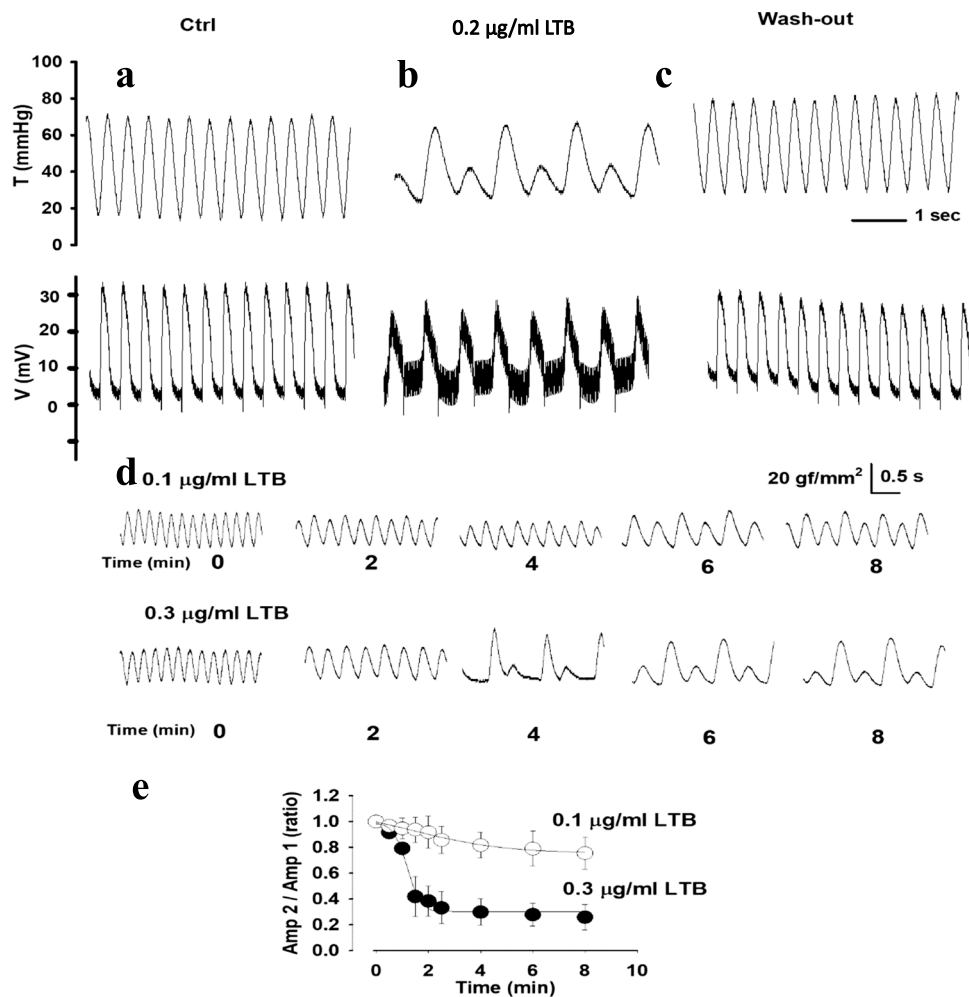 Ctrl
0.2 µg/ml LTB
Wash-out
a
b
c
T (mmHg)
100
80
60
40
20
0
1 sec
V (mV)
30
20
10
0
d
0.1 µg/ml LTB
20 gf/mm²
0.5 s
Time (min) 0 2 4 6 8
0.3 µg/ml LTB
Time (min) 0 2 4 6 8
e
Amp 2 / Amp 1 (ratio)
1.2
1.0
0.8
0.6
0.4
0.2
0.0
0.1 µg/ml LTB
0.3 µg/ml LTB
0 2 4 6 8 10
Time (min)